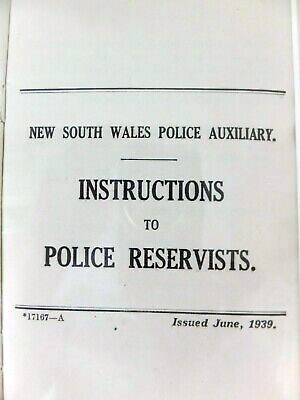 NEW SOUTH WALES POLICE AUXILIARY.
INSTRUCTIONS
TO
POLICE RESERVISTS.
*17167—A Issued June, 1939.